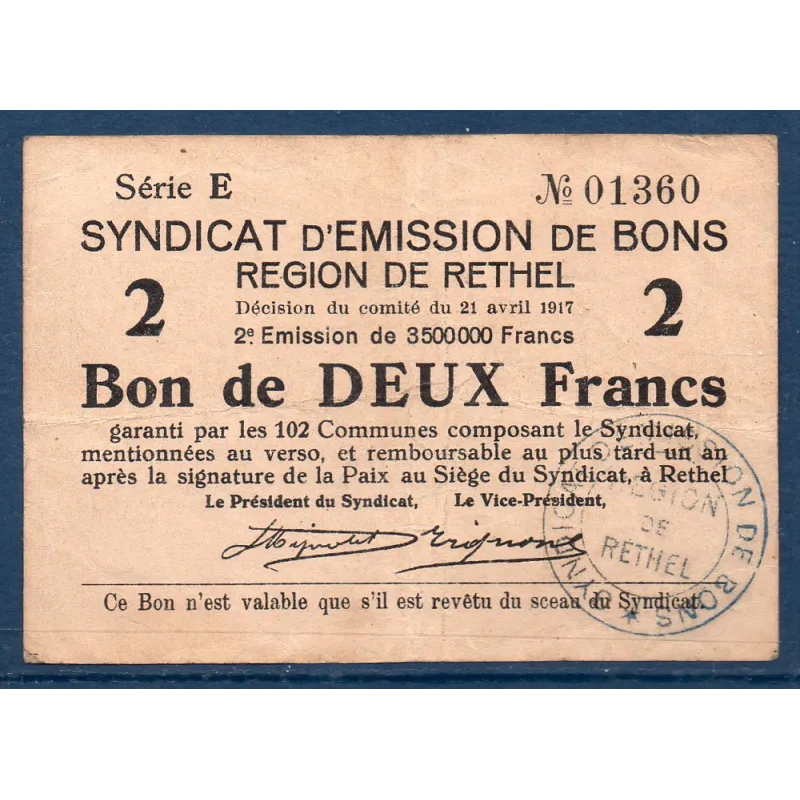 Série E
№ 01360
SYNDICAT D'EMISSION DE BONS
REGION DE RETHEL
2
2
Décision du comité du 21 avril 1917
2e Emission de 3500000 Francs
Bon de DEUX Francs
garanti par les 102 Communes composant le Syndicat,
mentionnées au verso, et remboursable au plus tard un an
après la signature de la Paix au Siège du Syndicat, à Rethel
Le Président du Syndicat,
Le Vice-Président,
Ce Bon n'est valable que s'il est revêtu du sceau du Syndicat.
SYNDICAT D'EMISSION DE BONS ★
REGION
DE
RETHEL